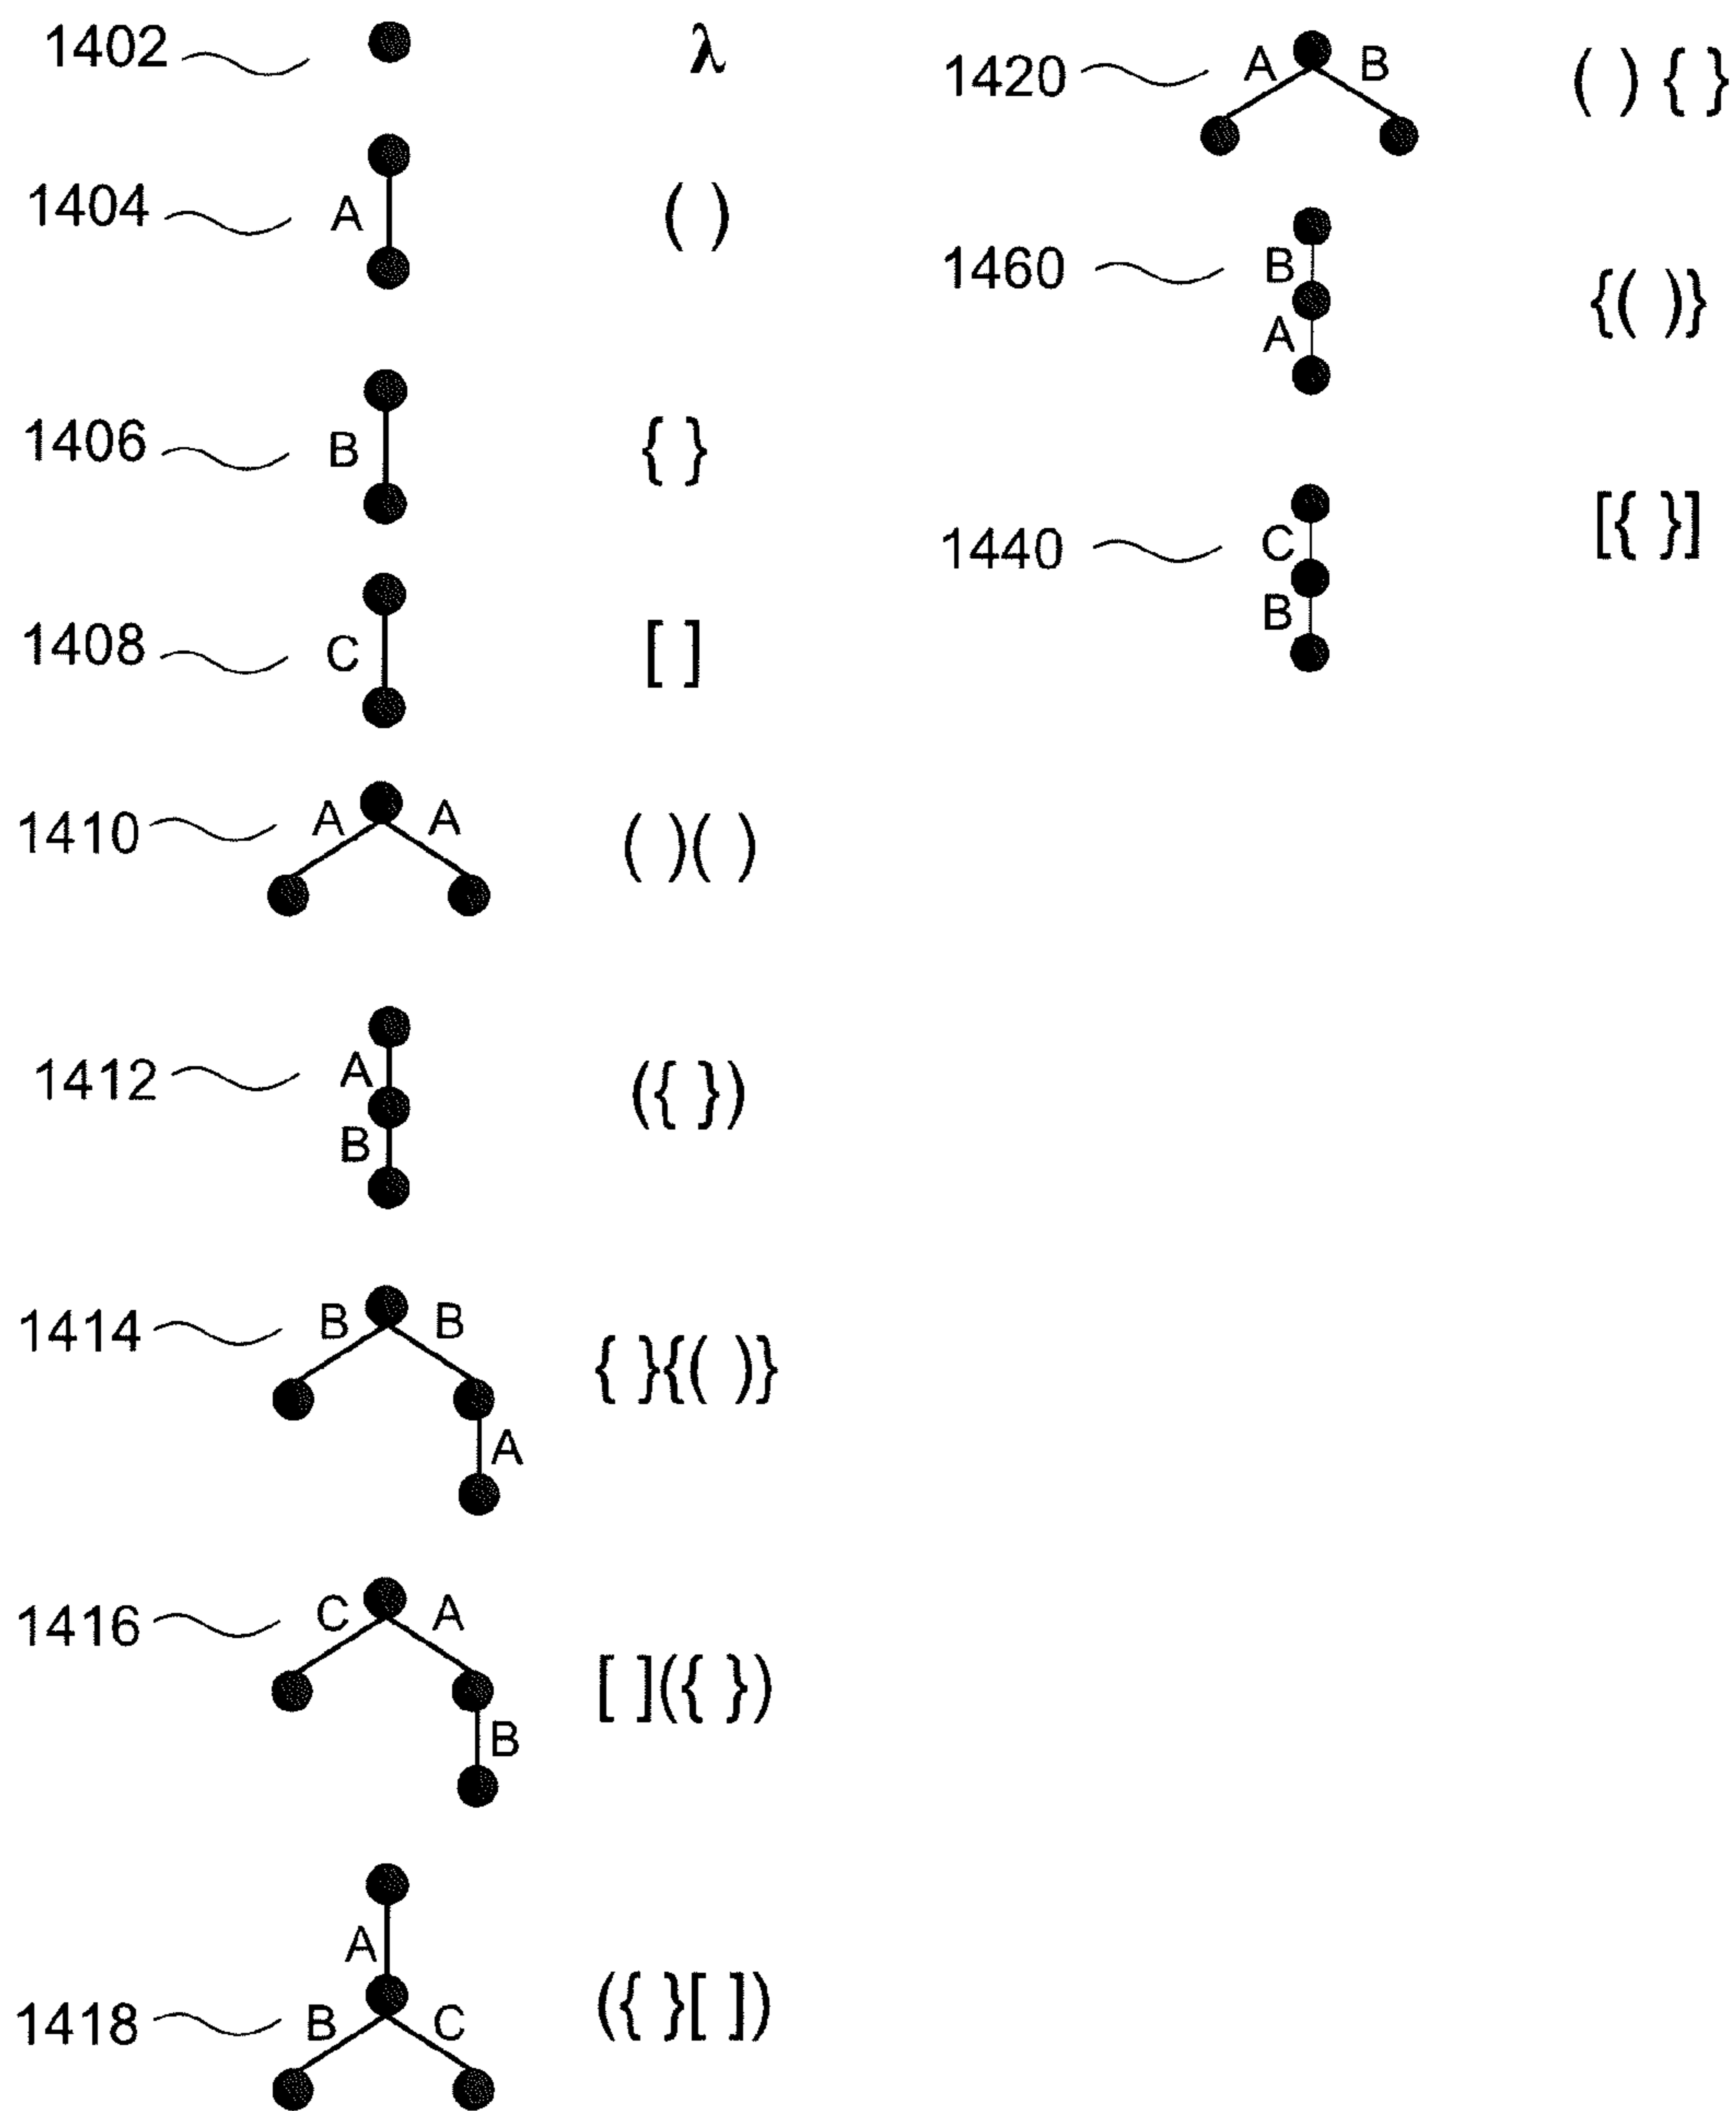 1402 λ
1404 A ( )
1406 B { }
1408 C [ ]
1410 A A ( )( )
1412 A B ({ })
1414 B B A { }{( )}
1416 C A B [ ]({ })
1418 A B C ({ }[ ])
1420 A B ( ) { }
1460 B A {( )}
1440 C B [{ }]